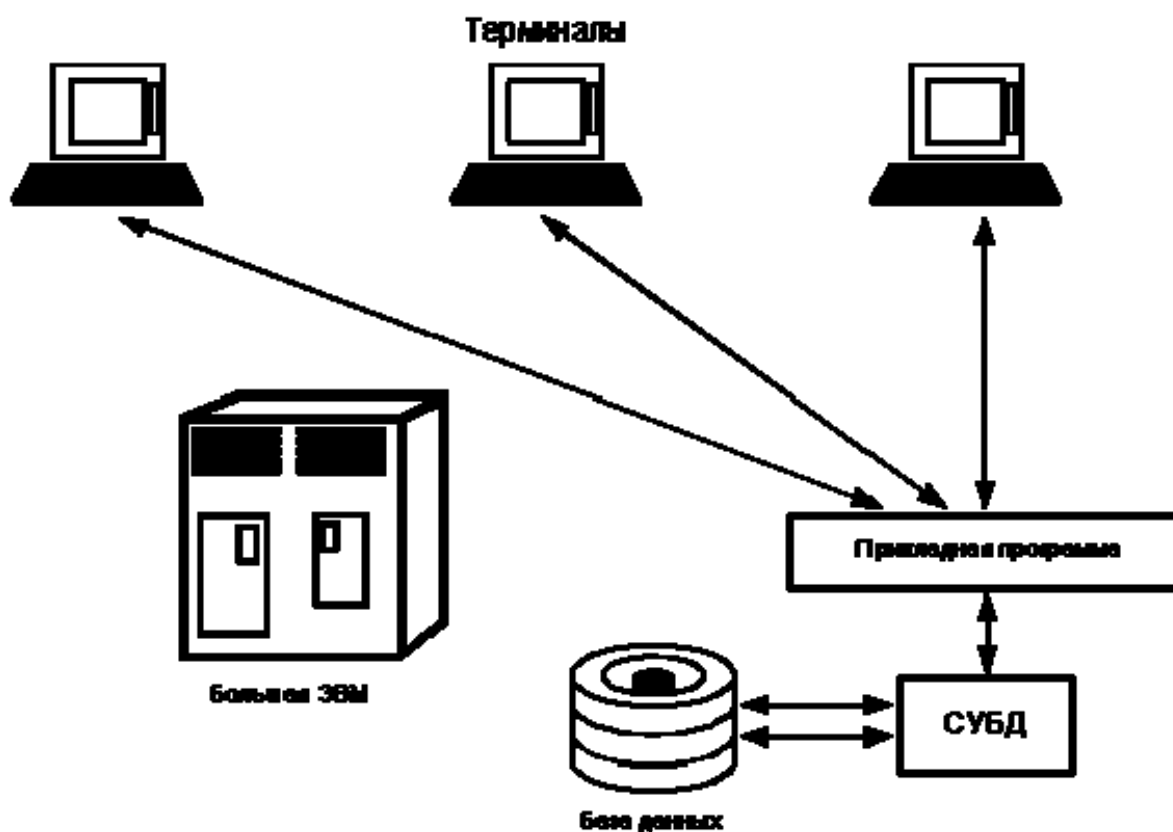 Терминалы
Прикладная программа
Большая ЭВМ
СУБД
База данных